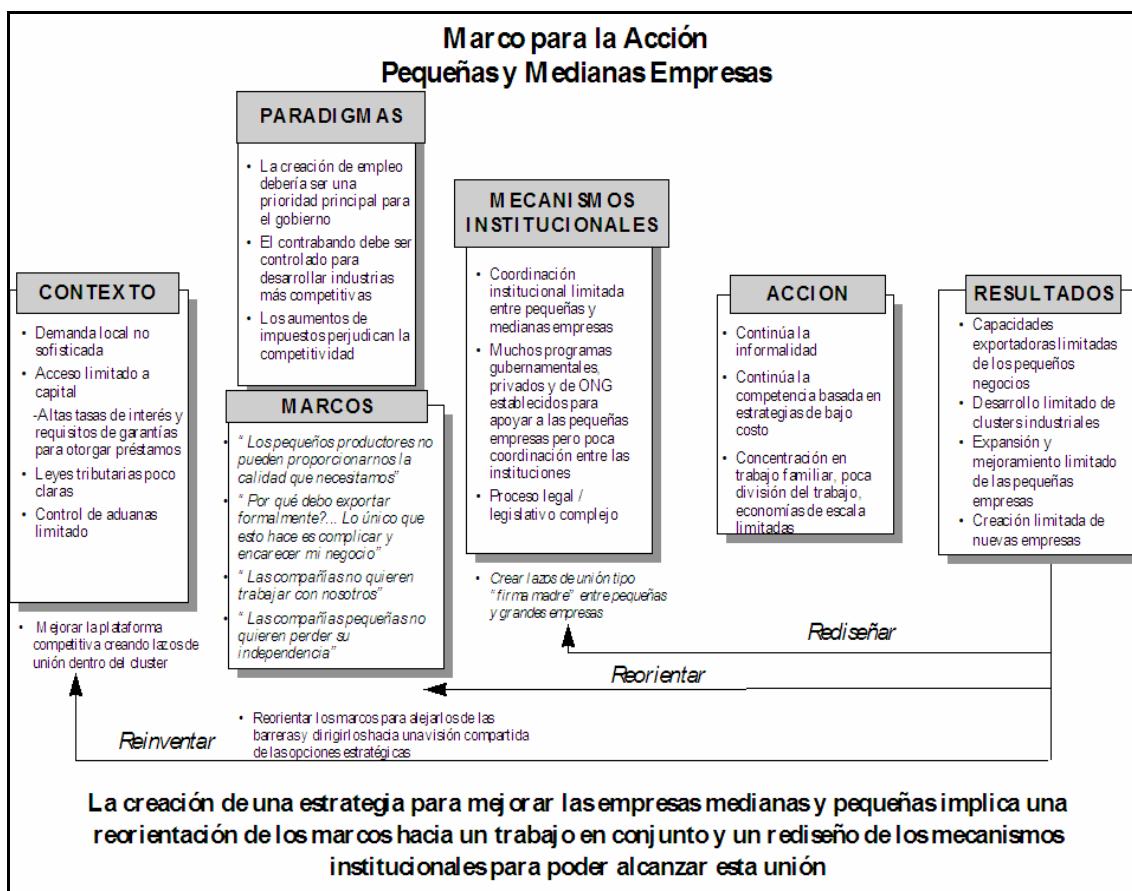 Marco para la Acción
Pequeñas y Medianas Empresas
PARADIGMAS
• La creación de empleo
debería ser una
prioridad principal para
el gobierno
• El contrabando debe ser
controlado para
desarrollar industrias
más competitivas
• Los aumentos de
impuestos perjudican la
competitividad
MECANISMOS
INSTITUCIONALES
• Coordinación
institucional limitada
entre pequeñas y
medianas empresas
• Muchos programas
gubernamentales,
privados y de ONG
establecidos para
apoyar a las pequeñas
empresas pero poca
coordinación entre las
instituciones
• Proceso legal /
legislativo complejo
CONTEXTO
• Demanda local no
sofisticada
• Acceso limitado a
capital
-Altas tasas de interés y
requisitos de garantías
para otorgar préstamos
• Leyes tributarias poco
claras
• Control de aduanas
limitado
ACCION
• Continúa la
informalidad
• Continúa la
competencia basada en
estrategias de bajo
costo
• Concentración en
trabajo familiar, poca
división del trabajo,
economías de escala
limitadas
RESULTADOS
• Capacidades
exportadoras limitadas
de los pequeños
negocios
• Desarrollo limitado de
clusters industriales
• Expansión y
mejoramiento limitado
de las pequeñas
empresas
• Creación limitada de
nuevas empresas
MARCOS
• “ Los pequeños productores no
pueden proporcionarnos la
calidad que necesitamos”
• “ Por qué debo exportar
formalmente?... Lo único que
esto hace es complicar y
encarecer mi negocio”
• “ Las compañías no quieren
trabajar con nosotros”
• “ Las compañías pequeñas no
quieren perder su
independencia”
• Crear lazos de unión tipo
“firma madre” entre pequeñas
y grandes empresas
• Mejorar la plataforma
competitiva creando lazos de
unión dentro del cluster
Rediseñar
Reorientar
• Reorientar los marcos para alejarlos de las
barreras y dirigirlos hacia una visión compartida
de las opciones estratégicas
Reinventar
La creación de una estrategia para mejorar las empresas medianas y pequeñas implica una
reorientación de los marcos hacia un trabajo en conjunto y un rediseño de los mecanismos
institucionales para poder alcanzar esta unión